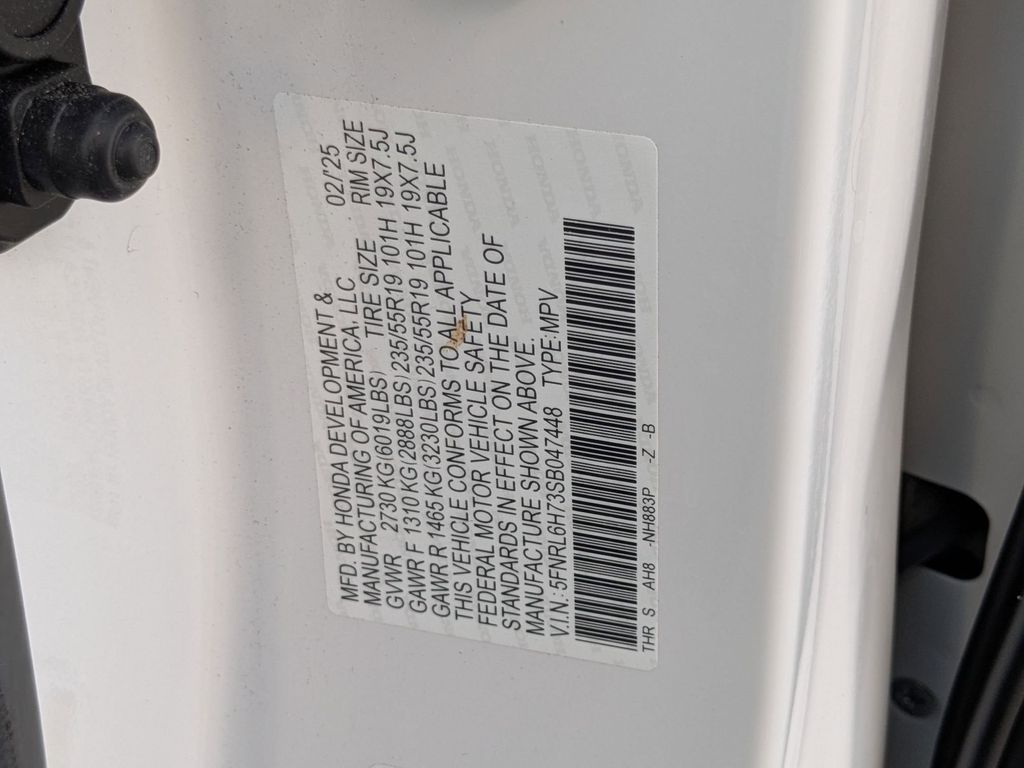 MFD. BY HONDA DEVELOPMENT &
MANUFACTURING OF AMERICA, LLC 02/'25
GVWR 2730 KG(6019LBS) TIRE SIZE RIM SIZE
GAWR F 1310 KG(2888LBS) 235/55R19 101H 19X7.5J
GAWR R 1465 KG(3230LBS) 235/55R19 101H 19X7.5J
THIS VEHICLE CONFORMS TO ALL APPLICABLE
FEDERAL MOTOR VEHICLE SAFETY
STANDARDS IN EFFECT ON THE DATE OF
MANUFACTURE SHOWN ABOVE.
V.I.N.: 5FNRL6H73SB047448 TYPE:MPV
THR S AH8 -NH883P Z -B